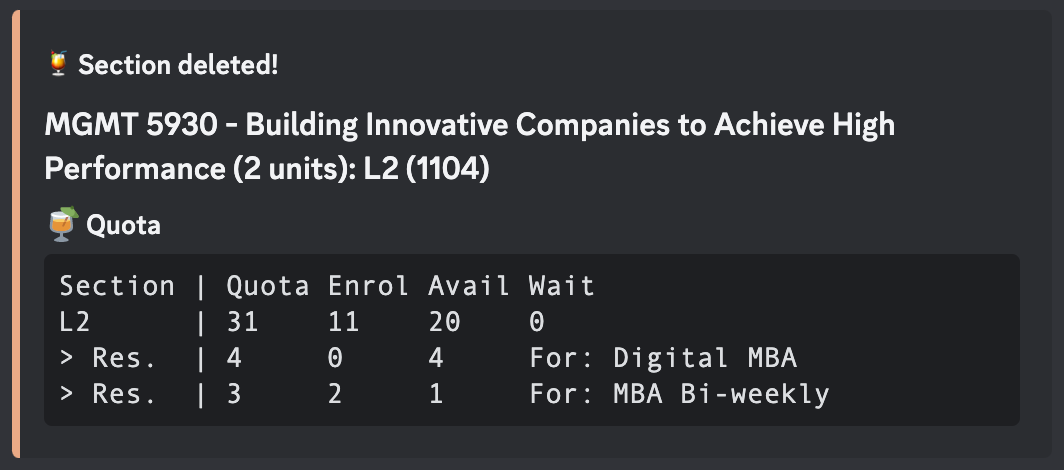 🍹 Section deleted!
MGMT 5930 - Building Innovative Companies to Achieve High
Performance (2 units): L2 (1104)
Quota
Section | Quota Enrol Avail Wait
L2      | 31    11    20    0
> Res.  | 4     0     4     For: Digital MBA
> Res.  | 3     2     1     For: MBA Bi-weekly